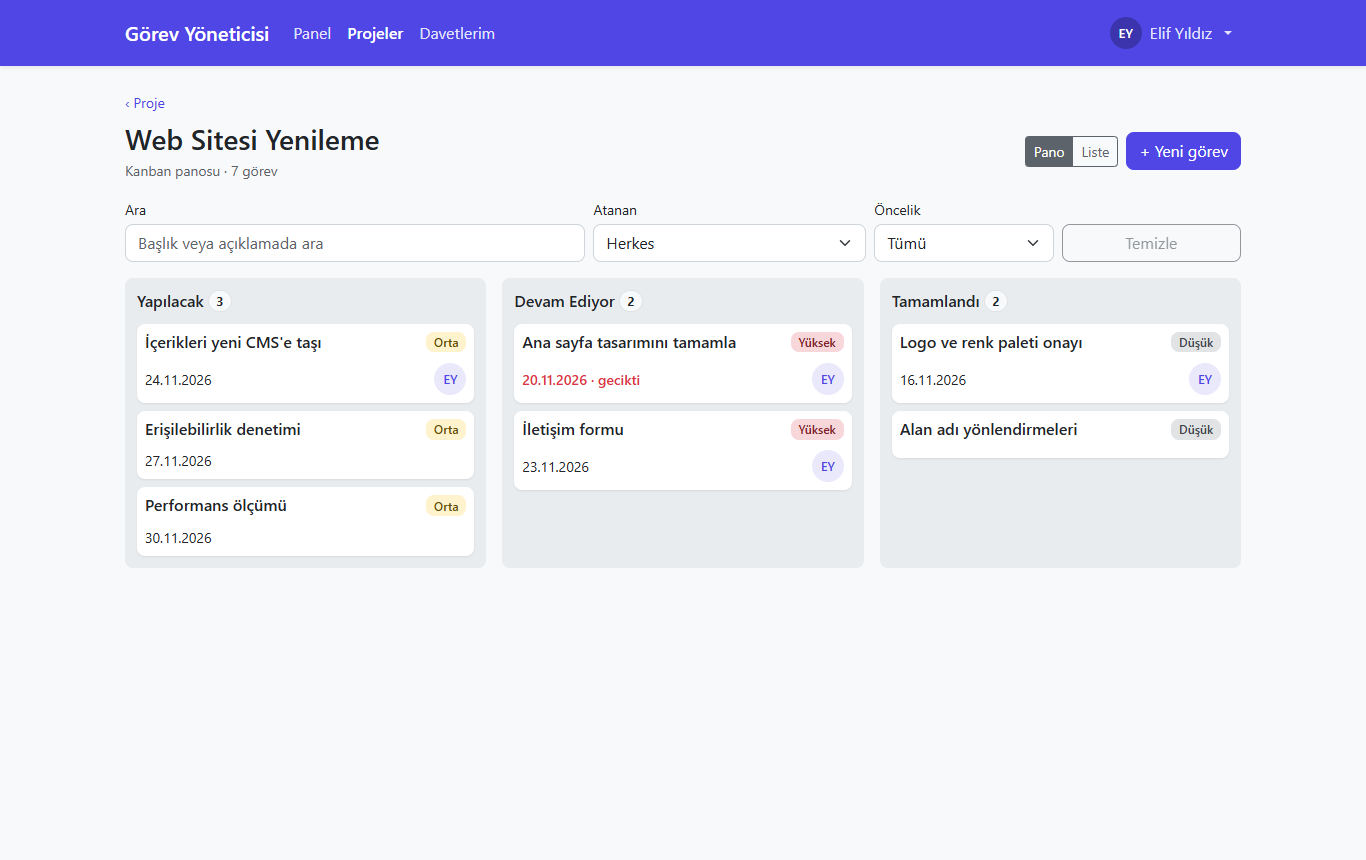 Görev Yöneticisi Panel Projeler Davetlerim EY Elif Yıldız
‹ Proje
Web Sitesi Yenileme
Kanban panosu · 7 görev
Pano Liste + Yeni görev
Ara Atanan Öncelik
Başlık veya açıklamada ara Herkes Tümü Temizle
Yapılacak 3
İçerikleri yeni CMS'e taşı Orta
24.11.2026 EY
Erişilebilirlik denetimi Orta
27.11.2026
Performans ölçümü Orta
30.11.2026
Devam Ediyor 2
Ana sayfa tasarımını tamamla Yüksek
20.11.2026 · gecikti EY
İletişim formu Yüksek
23.11.2026 EY
Tamamlandı 2
Logo ve renk paleti onayı Düşük
16.11.2026 EY
Alan adı yönlendirmeleri Düşük